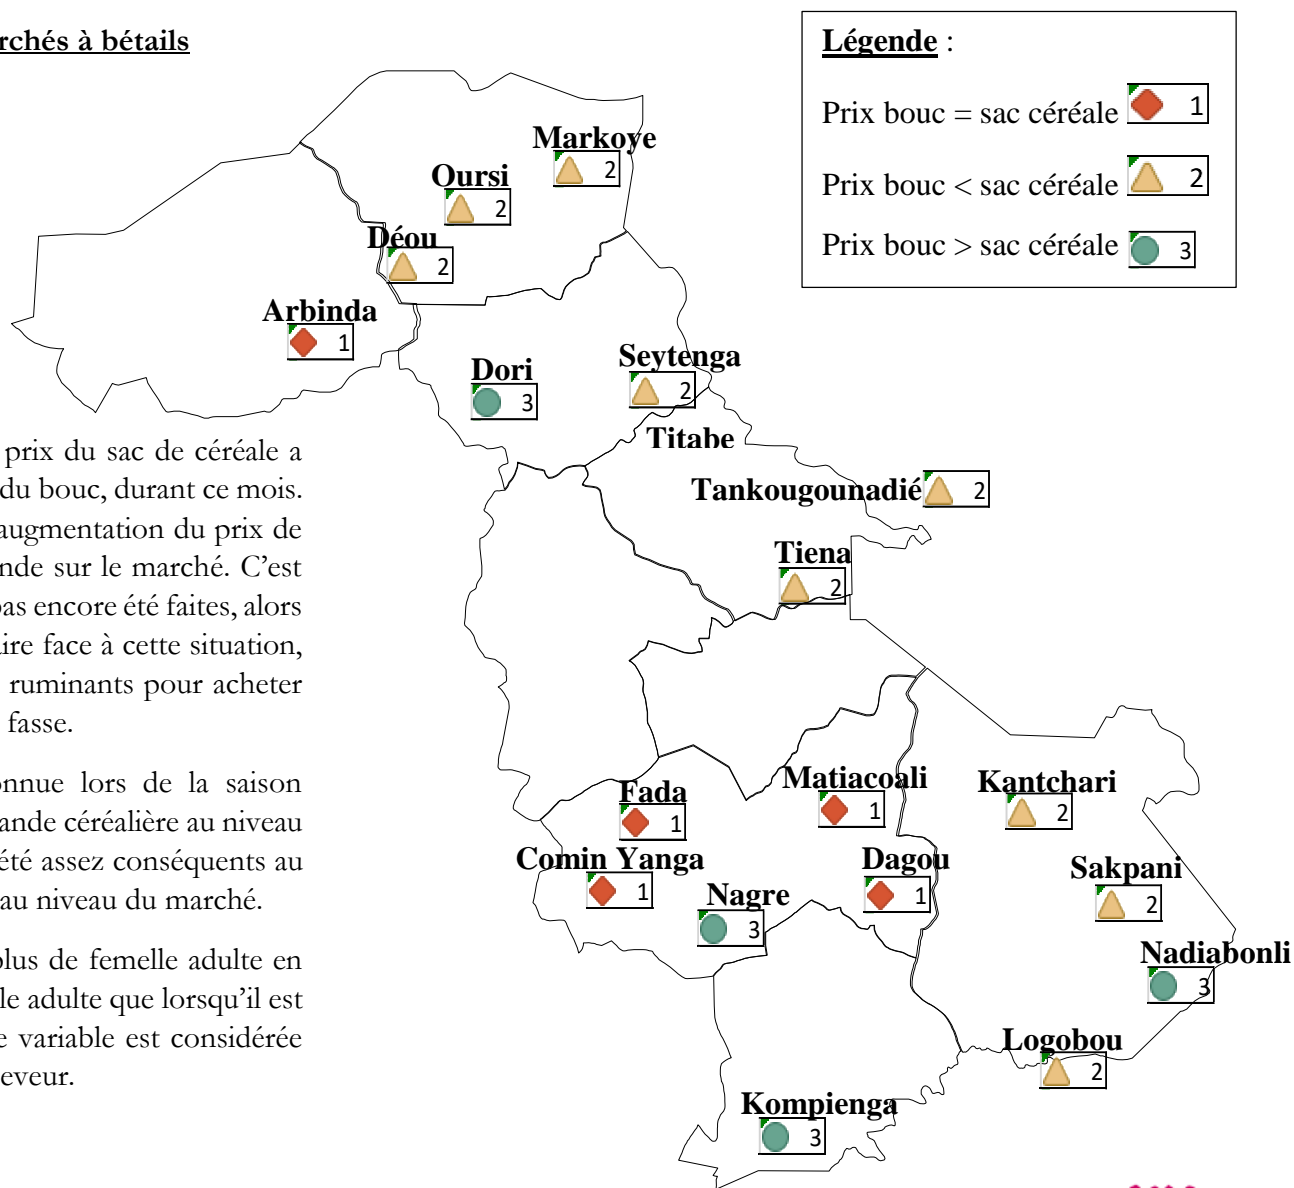 rchés à bétails
Légende :
Prix bouc = sac céréale 1
Prix bouc < sac céréale 2
Prix bouc > sac céréale 3
Markoye
2
Oursi
2
Déou
2
Arbinda
1
Dori
3
Seytenga
2
Titabe
Tankougounadié 2
Tiena
2
prix du sac de céréale a
du bouc, durant ce mois.
augmentation du prix de
nde sur le marché. C’est
pas encore été faites, alors
ire face à cette situation,
ruminants pour acheter
fasse.
onnue lors de la saison
ande céréalière au niveau
été assez conséquents au
au niveau du marché.
plus de femelle adulte en
le adulte que lorsqu’il est
e variable est considérée
eveur.
Fada
1
Matiacoali
1
Kantchari
2
Comin Yanga
1
Dagou
1
Sakpani
2
Nagre
3
Nadiabonli
3
Logobou
2
Kompienga
3